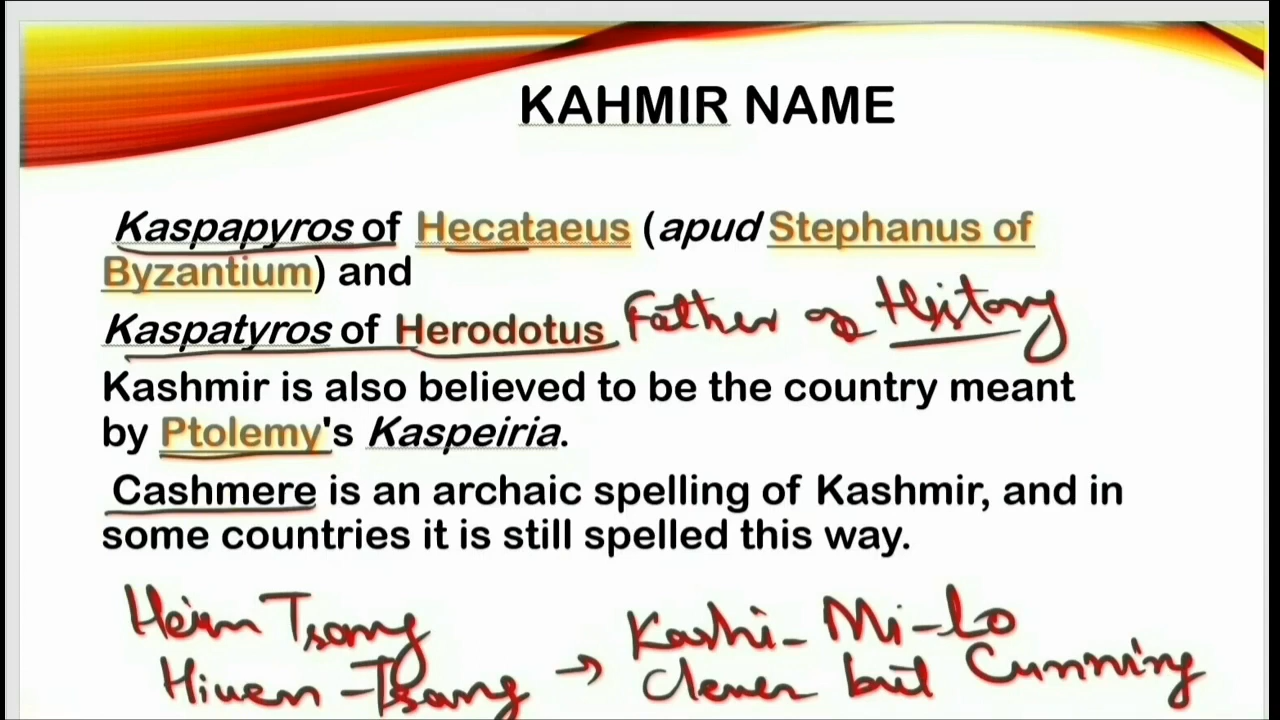 KAHMIR NAME
Kaspapyros of Hecataeus (apud Stephanus of
Byzantium) and
Kaspatyros of Herodotus Father of History
Kashmir is also believed to be the country meant
by Ptolemy's Kaspeiria.
Cashmere is an archaic spelling of Kashmir, and in
some countries it is still spelled this way.
Heiun Tsang Kashi-Mi-lo
Hiuen-Tsang → Clever but Cunning